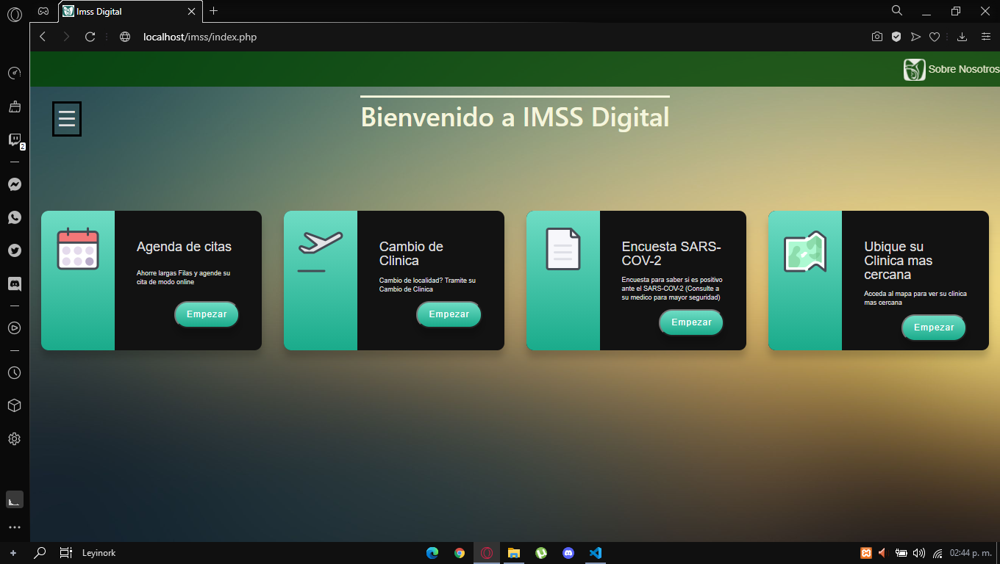 Imss Digital
localhost/imss/index.php
Sobre Nosotros
Bienvenido a IMSS Digital
Agenda de citas
Ahorre largas Filas y agende su
cita de modo online
Empezar
Cambio de
Clinica
Cambio de localidad? Tramite su
Cambio de Clinica
Empezar
Encuesta SARS-
COV-2
Encuesta para saber si es positivo
ante el SARS-COV-2 (Consulte a
su medico para mayor seguridad)
Empezar
Ubique su
Clinica mas
cercana
Acceda al mapa para ver su clinica
mas cercana
Empezar
2
Leyinork
02:44 p. m.